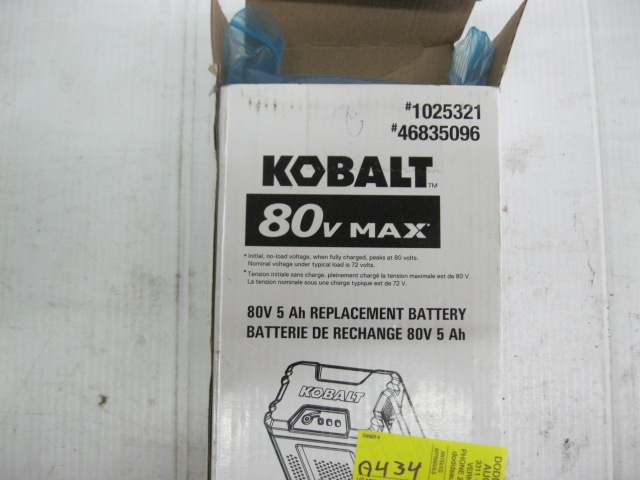 #1025321
#46835096
KOBALT™
80V MAX*
* Initial, no-load voltage, when fully charged, peaks at 80 volts.
Nominal voltage under typical load is 72 volts.
* Tension initiale sans charge, pleinement chargé la tension maximale est de 80 V.
La tension nominale sous une charge typique est de 72 V.
80V 5 Ah REPLACEMENT BATTERY
BATTERIE DE RECHANGE 80V 5 Ah
KOBALT
A434